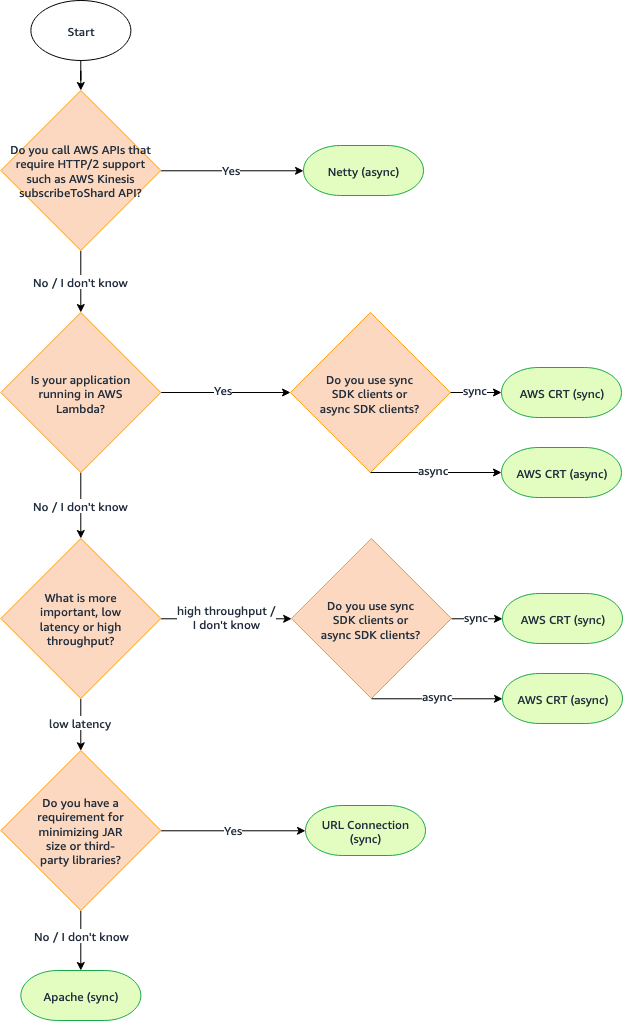 Start
Do you call AWS APIs that
require HTTP/2 support
such as AWS Kinesis
subscribeToShard API?
Yes
Netty (async)
No / I don't know
Is your application
running in AWS
Lambda?
Yes
Do you use sync
SDK clients or
async SDK clients?
sync
AWS CRT (sync)
async
AWS CRT (async)
No / I don't know
What is more
important, low
latency or high
throughput?
high throughput /
I don't know
Do you use sync
SDK clients or
async SDK clients?
sync
AWS CRT (sync)
async
AWS CRT (async)
low latency
Do you have a
requirement for
minimizing JAR
size or third-
party libraries?
Yes
URL Connection
(sync)
No / I don't know
Apache (sync)